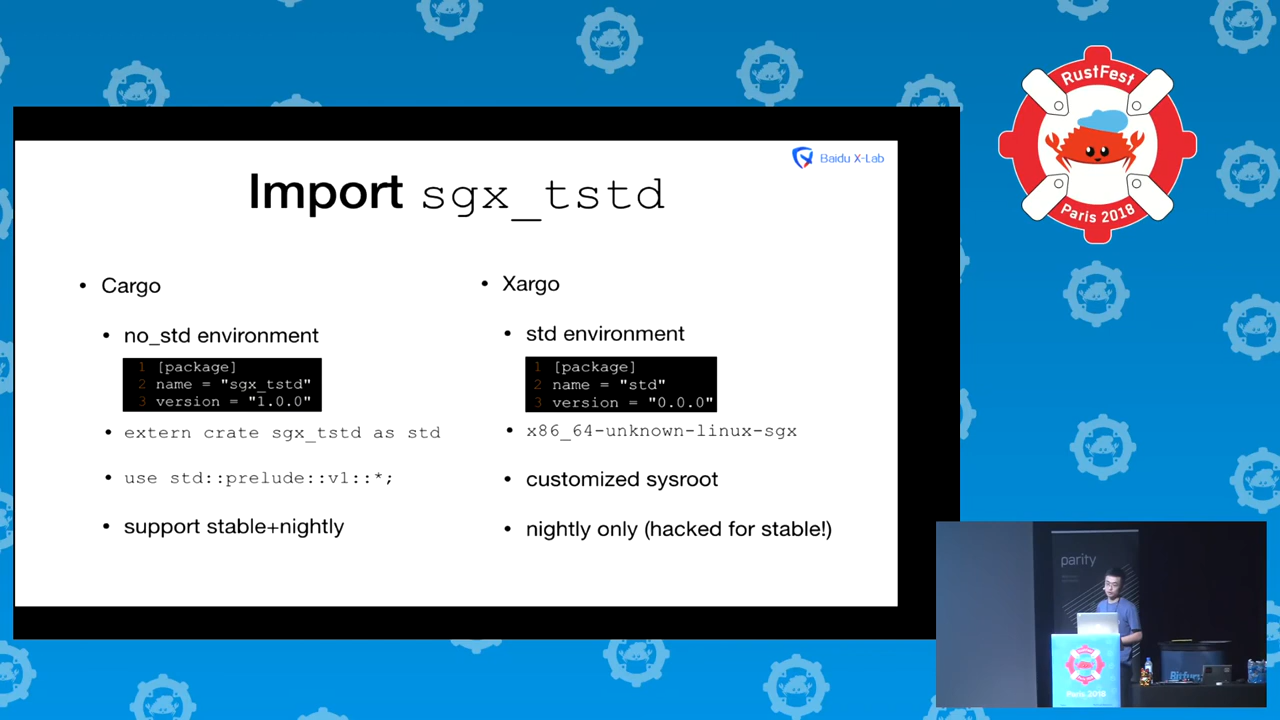 Baidu X-Lab
Import sgx_tstd
• Cargo
• no_std environment
1 [package]
2 name = "sgx_tstd"
3 version = "1.0.0"
• extern crate sgx_tstd as std
• use std::prelude::v1::*;
• support stable+nightly
• Xargo
• std environment
1 [package]
2 name = "std"
3 version = "0.0.0"
• x86_64-unknown-linux-sgx
• customized sysroot
• nightly only (hacked for stable!)
RustFest
Paris 2018
parity
Paris 2018